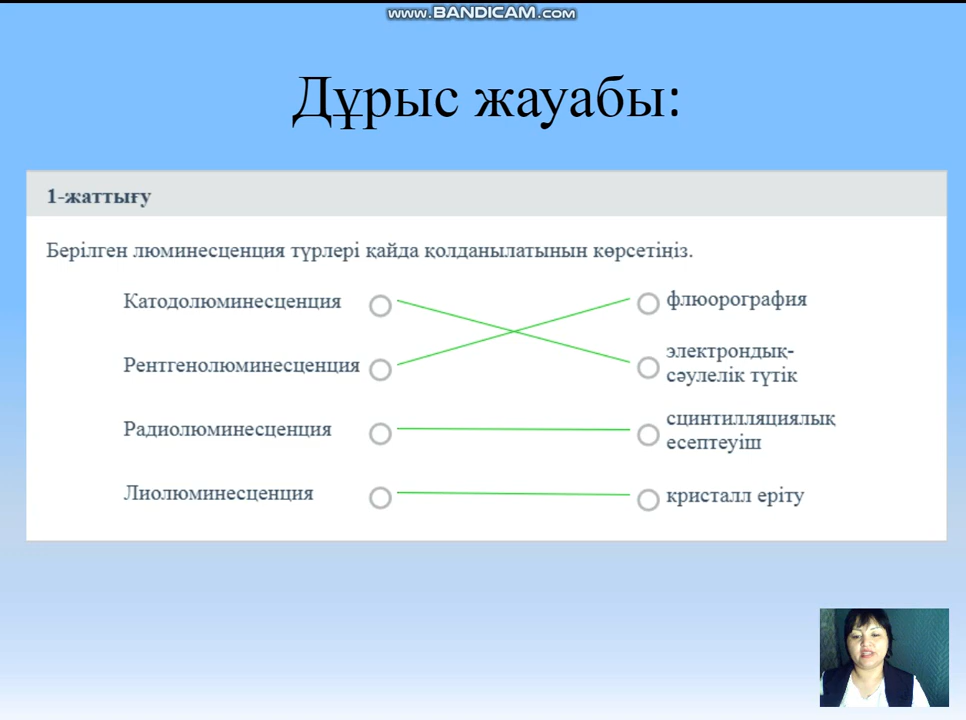 www.BANDICAM.com
Дұрыс жауабы:
1-жаттығу
Берілген люминесценция түрлері қайда қолданылатынын көрсетіңіз.
Катодолюминесценция
флюорография
Рентгенолюминесценция
электрондық-
сәулелік түтік
Радиолюминесценция
сцинтилляциялық
есептеуіш
Лиолюминесценция
кристалл еріту